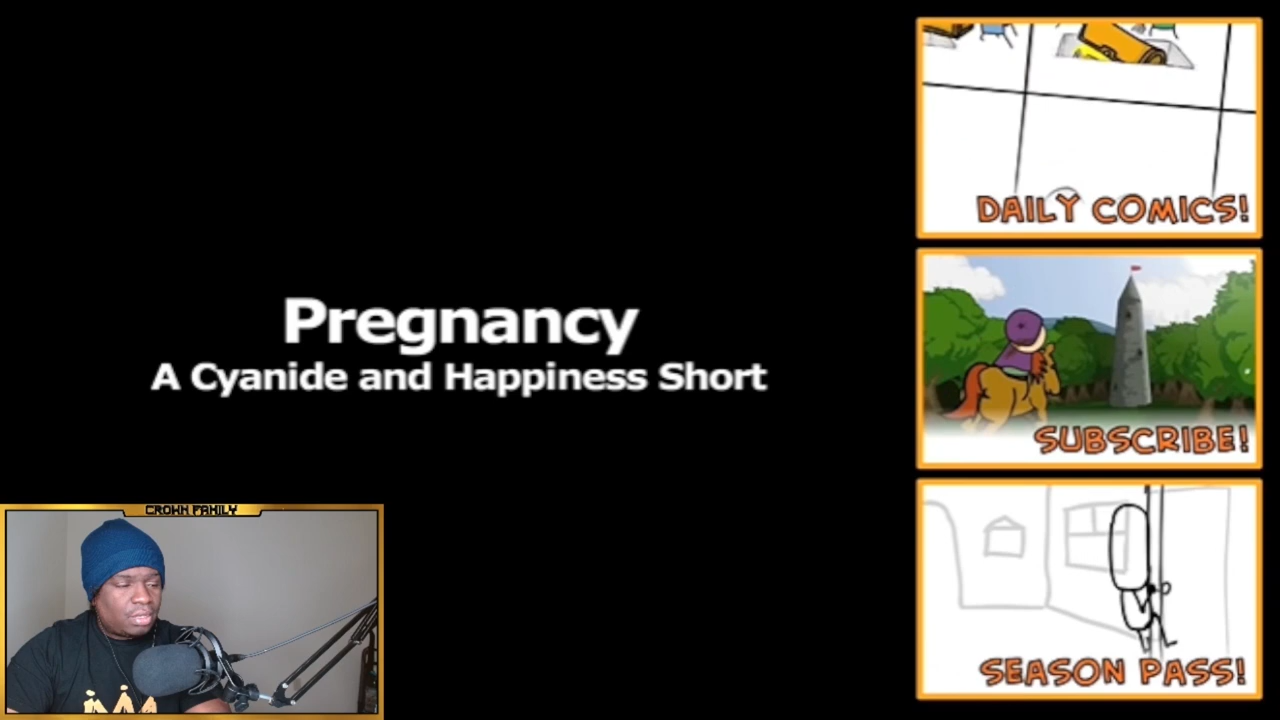 Pregnancy
A Cyanide and Happiness Short
DAILY COMICS!
SUBSCRIBE!
SEASON PASS!
CROWN FAMILY